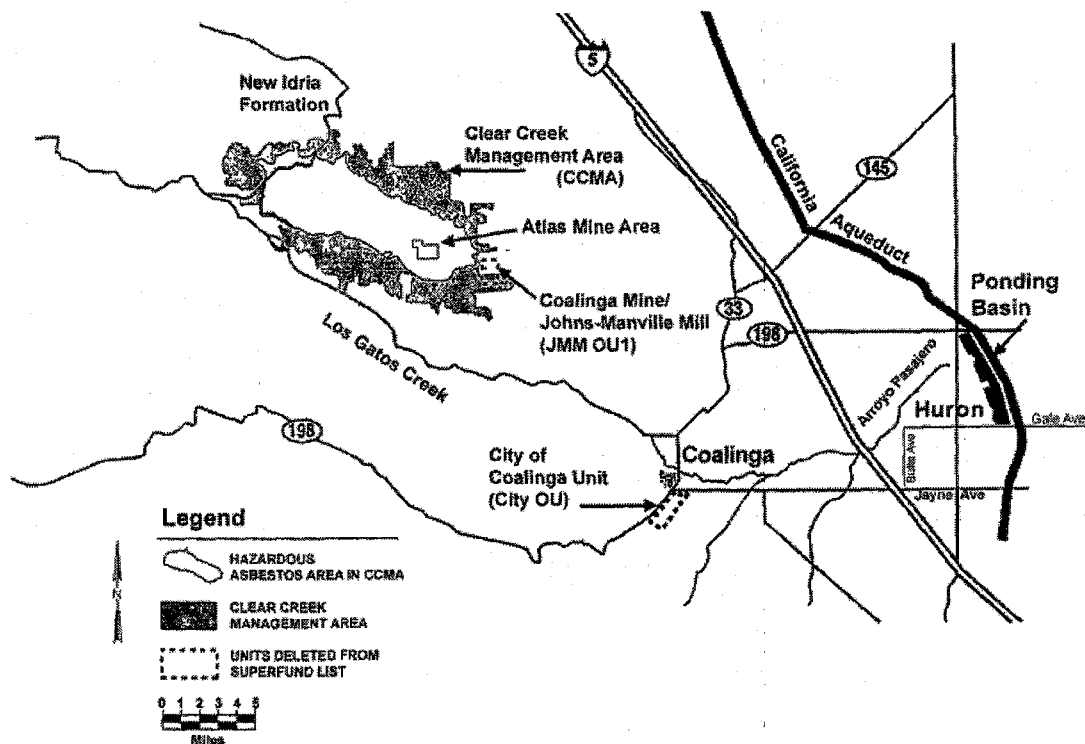 New Idria
Formation
5
Clear Creek
Management Area
(CCMA)
California
145
Atlas Mine Area
Aqueduct
Ponding
Basin
Coalinga Mine/
Johns-Manville Mill
(JMM OU1)
33
198
Los Gatos Creek
Arroyo Pasajero
Huron
Gale Ave
198
City of
Coalinga Unit
(City OU)
Coalinga
Jayne Ave
Legend
HAZARDOUS
ASBESTOS AREA IN CCMA
N
CLEAR CREEK
MANAGEMENT AREA
UNITS DELETED FROM
SUPERFUND LIST
0 1 2 3 4 5
Miles